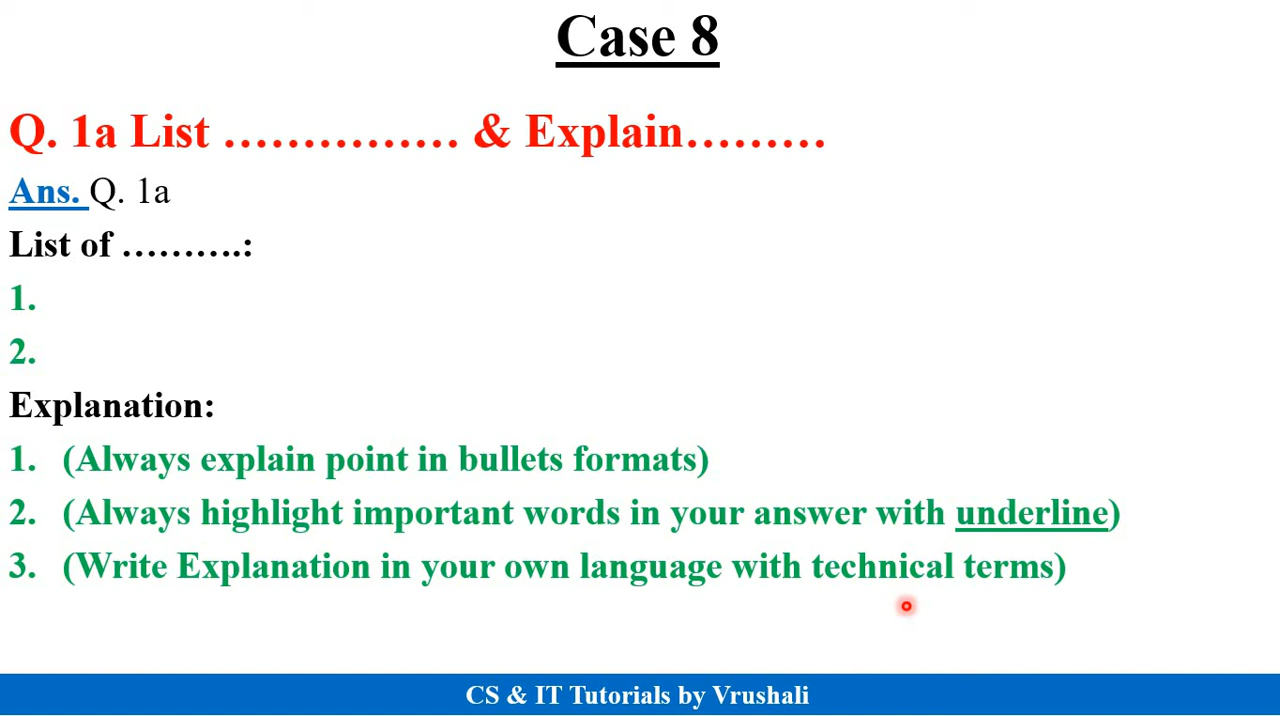 Case 8
Q. 1a List …………… & Explain………
Ans. Q. 1a
List of ……….:
1.
2.
Explanation:
1. (Always explain point in bullets formats)
2. (Always highlight important words in your answer with underline)
3. (Write Explanation in your own language with technical terms)
CS & IT Tutorials by Vrushali